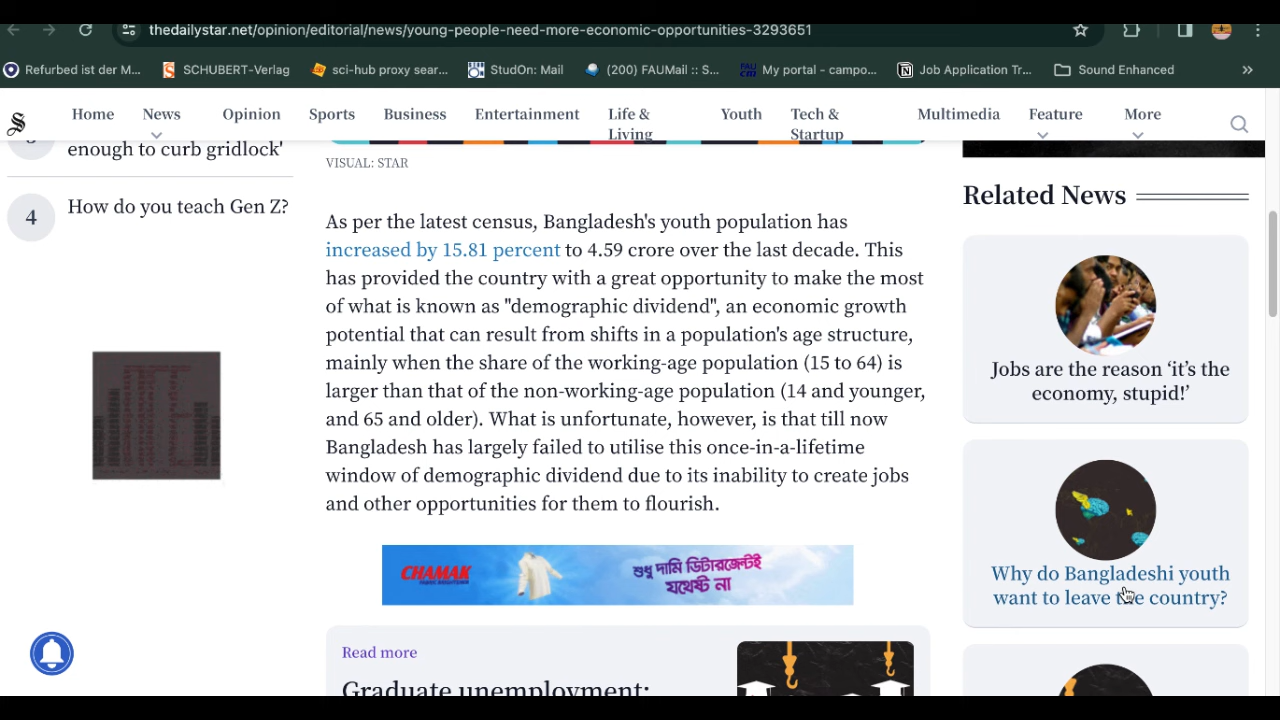 thedailystar.net/opinion/editorial/news/young-people-need-more-economic-opportunities-3293651
Refurbed ist der M...
SCHUBERT-Verlag
sci-hub proxy sear...
StudOn: Mail
(200) FAUMail :: S...
My portal - campo...
Job Application Tr...
Sound Enhanced
Home
News
Opinion
Sports
Business
Entertainment
Life &
Living
Youth
Tech &
Startup
Multimedia
Feature
More
enough to curb gridlock'
4
How do you teach Gen Z?
VISUAL: STAR
As per the latest census, Bangladesh's youth population has
increased by 15.81 percent to 4.59 crore over the last decade. This
has provided the country with a great opportunity to make the most
of what is known as "demographic dividend", an economic growth
potential that can result from shifts in a population's age structure,
mainly when the share of the working-age population (15 to 64) is
larger than that of the non-working-age population (14 and younger,
and 65 and older). What is unfortunate, however, is that till now
Bangladesh has largely failed to utilise this once-in-a-lifetime
window of demographic dividend due to its inability to create jobs
and other opportunities for them to flourish.
CHAMAK
শুধু দামি ডিটারজেন্টই
যথেষ্ট না
Read more
Graduate unemployment:
Related News
Jobs are the reason ‘it’s the
economy, stupid!’
Why do Bangladeshi youth
want to leave the country?